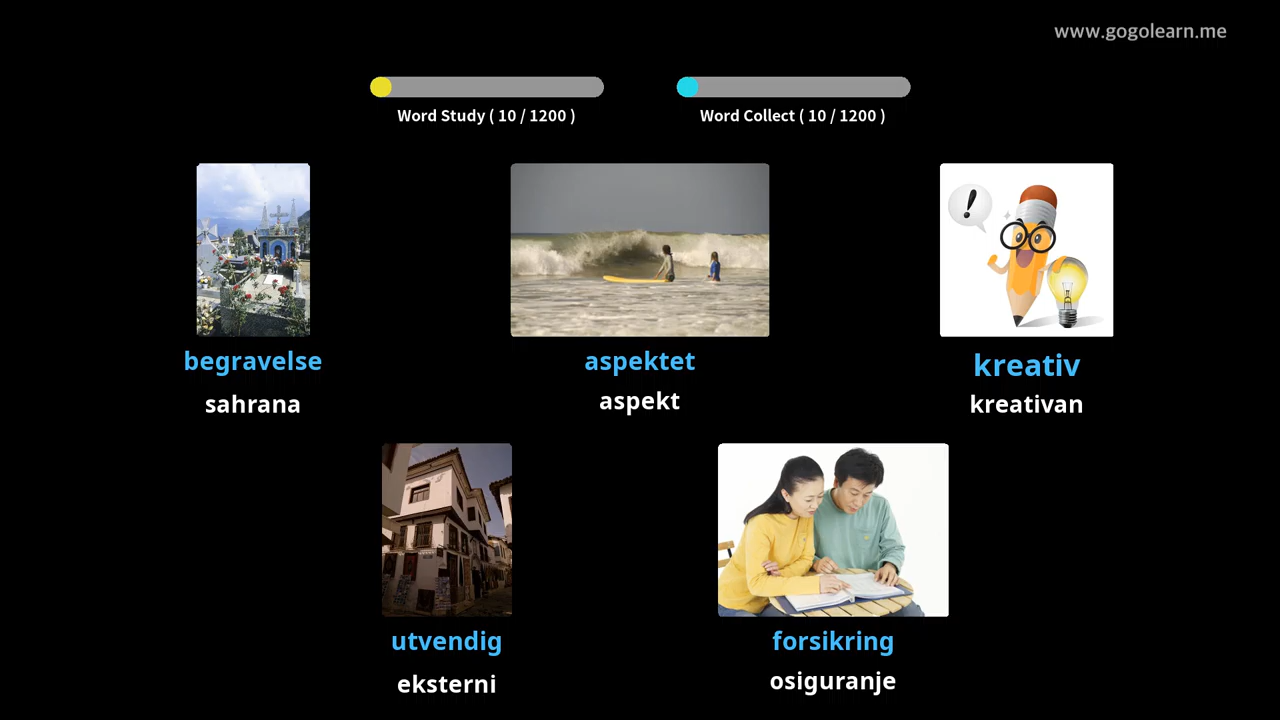 www.gogolearn.me
Word Study ( 10 / 1200 )
Word Collect ( 10 / 1200 )
!
begravelse
sahrana
aspektet
aspekt
kreativ
kreativan
utvendig
eksterni
forsikring
osiguranje